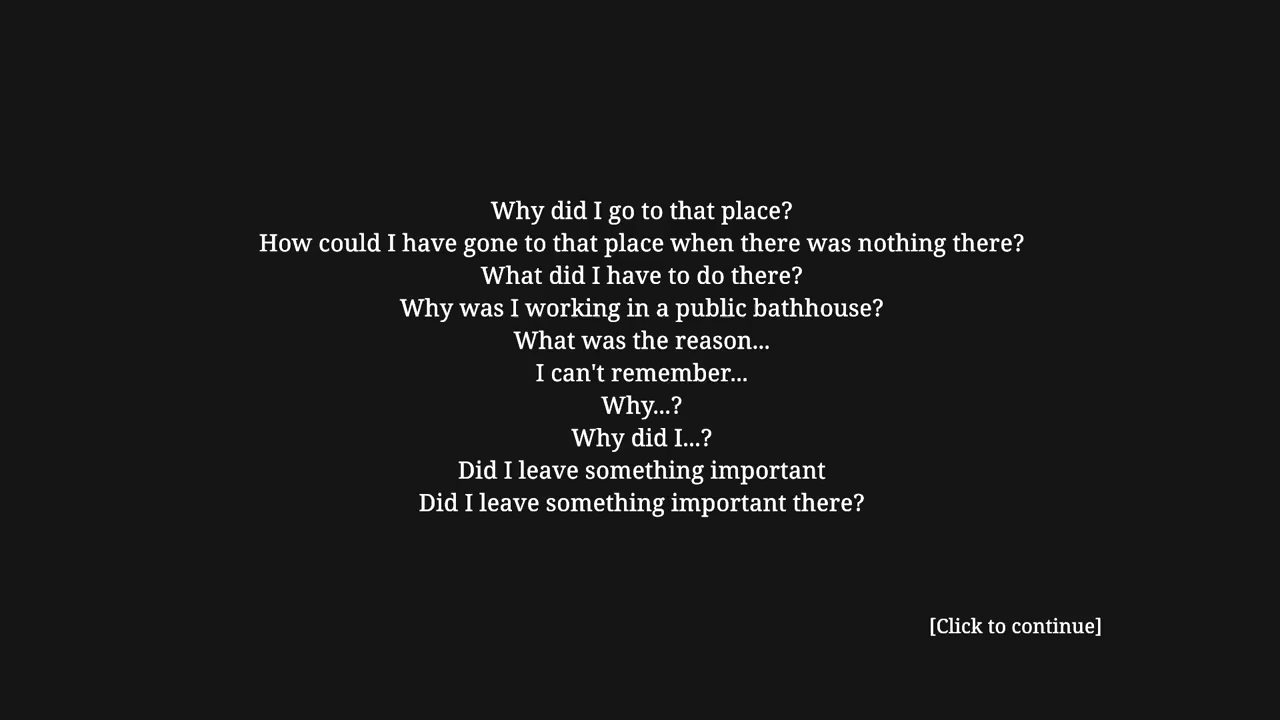 Why did I go to that place?
How could I have gone to that place when there was nothing there?
What did I have to do there?
Why was I working in a public bathhouse?
What was the reason...
I can't remember...
Why...?
Why did I...?
Did I leave something important
Did I leave something important there?
[Click to continue]